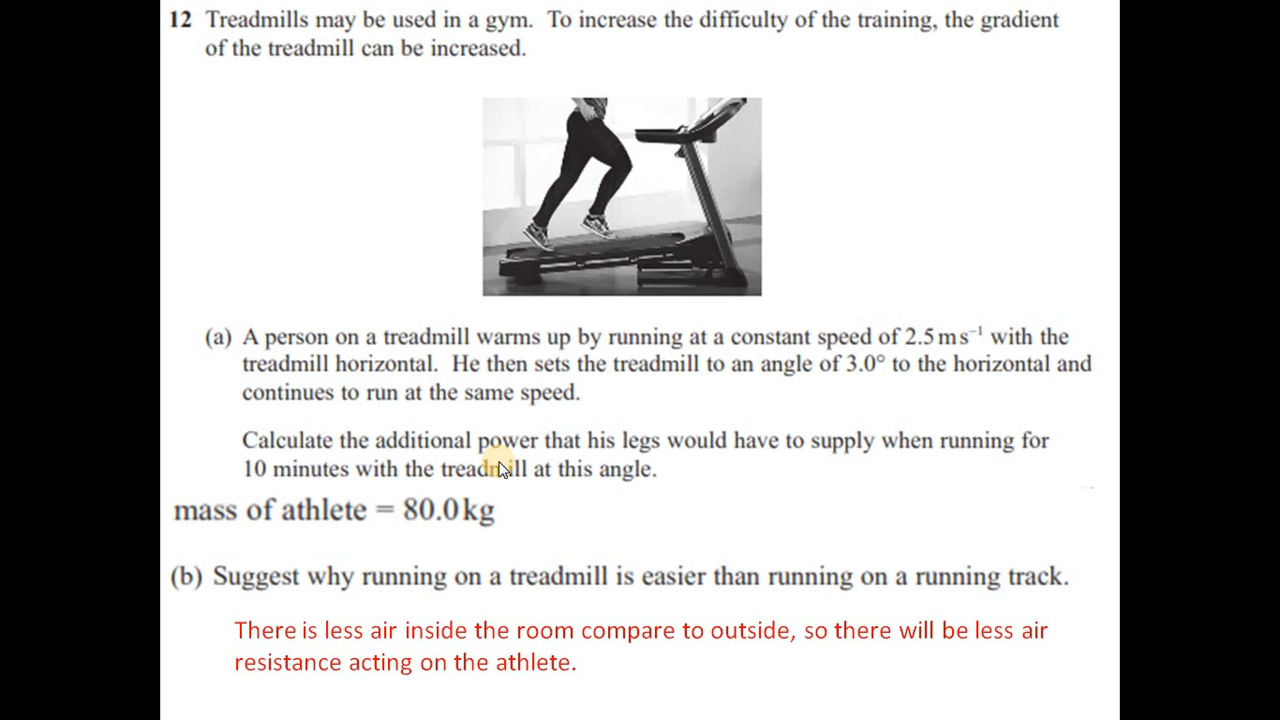 12 Treadmills may be used in a gym. To increase the difficulty of the training, the gradient
of the treadmill can be increased.
(a) A person on a treadmill warms up by running at a constant speed of 2.5 m s⁻¹ with the
treadmill horizontal. He then sets the treadmill to an angle of 3.0° to the horizontal and
continues to run at the same speed.
Calculate the additional power that his legs would have to supply when running for
10 minutes with the treadmill at this angle.
mass of athlete = 80.0 kg
(b) Suggest why running on a treadmill is easier than running on a running track.
There is less air inside the room compare to outside, so there will be less air
resistance acting on the athlete.